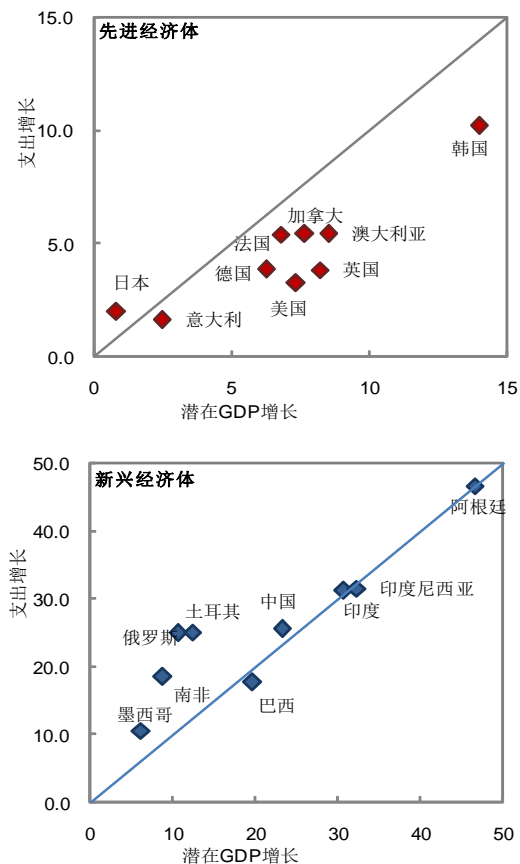 先进经济体
15.0
10.0
5.0
0.0
支出增长
韩国
加拿大
法国
澳大利亚
德国
英国
日本
美国
意大利
0
5
10
15
潜在GDP增长
新兴经济体
50.0
40.0
30.0
20.0
10.0
0.0
支出增长
阿根廷
印度尼西亚
中国
印度
土耳其
俄罗斯
南非
巴西
墨西哥
0
10
20
30
40
50
潜在GDP增长